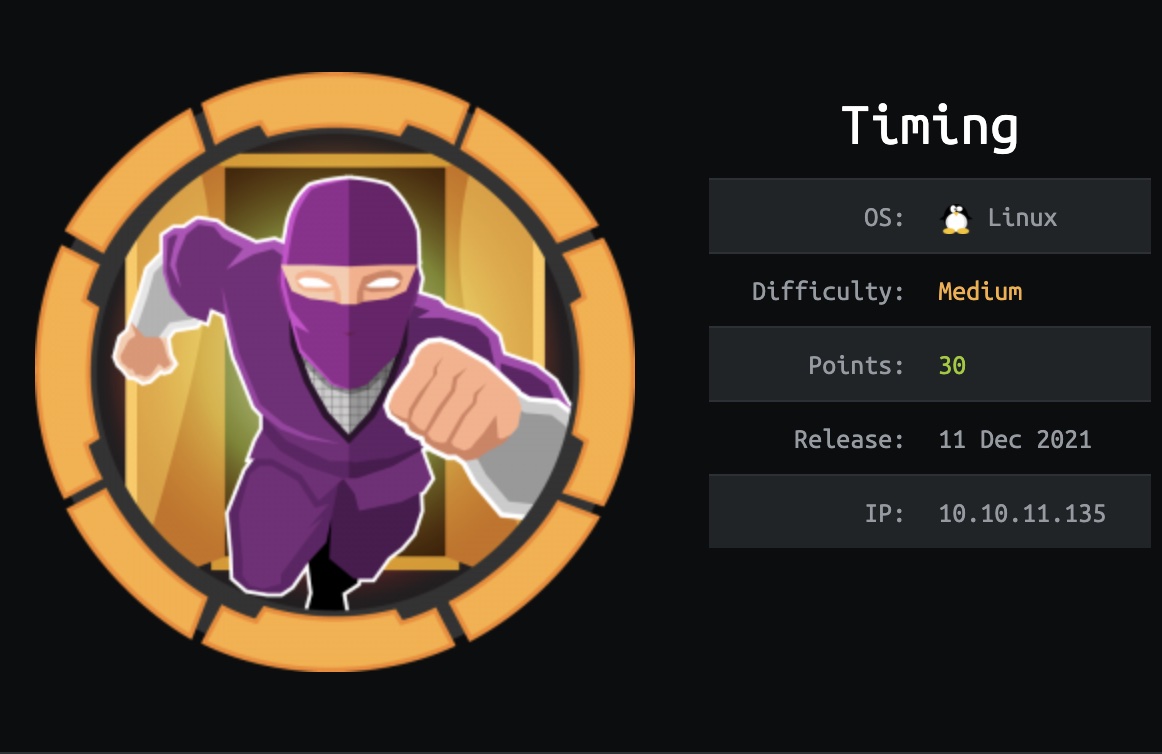 Timing
OS: Linux
Difficulty: Medium
Points: 30
Release: 11 Dec 2021
IP: 10.10.11.135